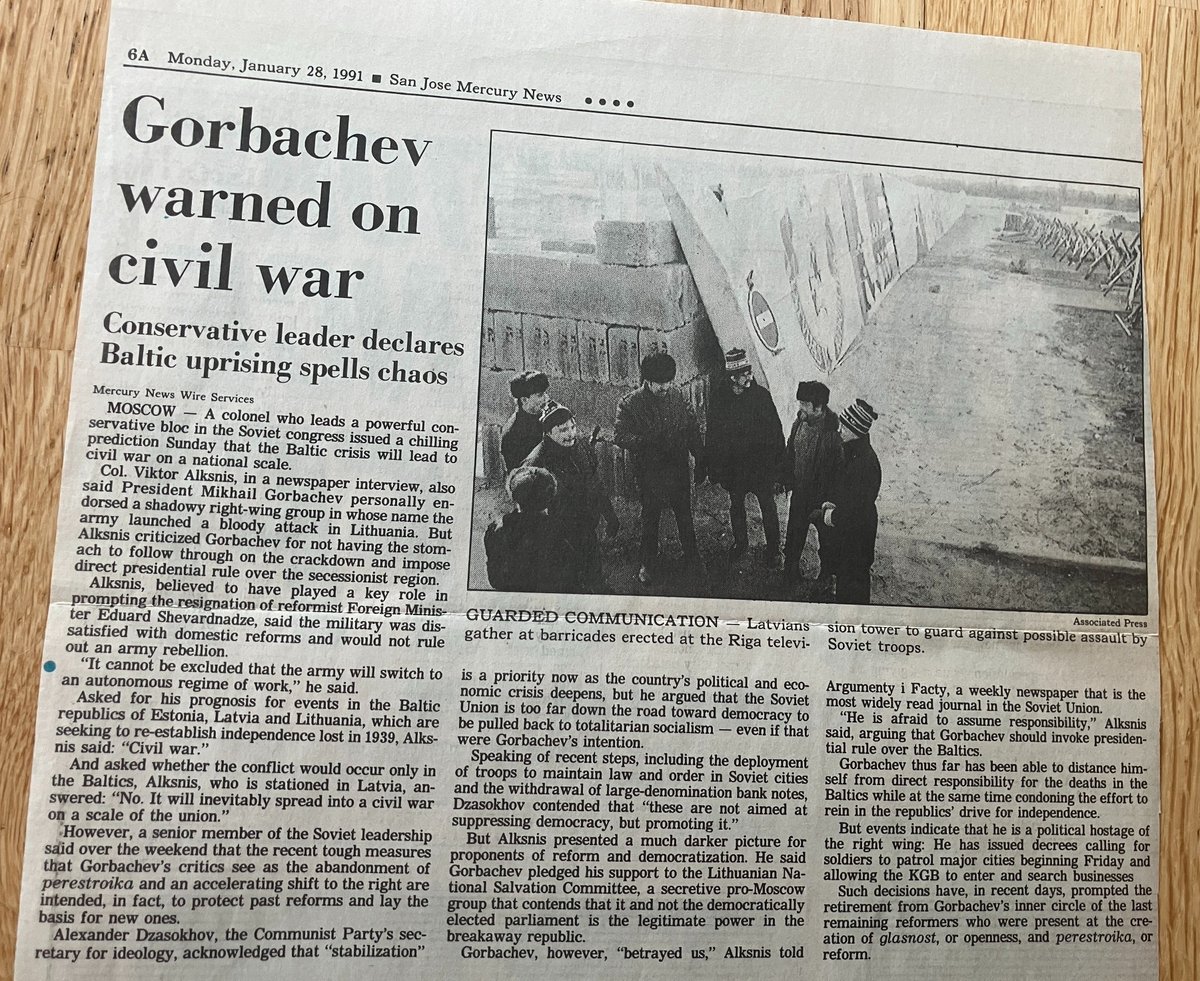 6A Monday, January 28, 1991 ■ San Jose Mercury News ● ● ● ●
Gorbachev
warned on
civil war
Conservative leader declares
Baltic uprising spells chaos
Mercury News Wire Services
MOSCOW — A colonel who leads a powerful con-
servative bloc in the Soviet congress issued a chilling
prediction Sunday that the Baltic crisis will lead to
civil war on a national scale.
Col. Viktor Alksnis, in a newspaper interview, also
said President Mikhail Gorbachev personally en-
dorsed a shadowy right-wing group in whose name the
army launched a bloody attack in Lithuania. But
Alksnis criticized Gorbachev for not having the stom-
ach to follow through on the crackdown and impose
direct presidential rule over the secessionist region.
Alksnis, believed to have played a key role in
prompting the resignation of reformist Foreign Minis-
ter Eduard Shevardnadze, said the military was dis-
satisfied with domestic reforms and would not rule
out an army rebellion.
"It cannot be excluded that the army will switch to
an autonomous regime of work," he said.
Asked for his prognosis for events in the Baltic
republics of Estonia, Latvia and Lithuania, which are
seeking to re-establish independence lost in 1939, Alks-
nis said: "Civil war."
And asked whether the conflict would occur only in
the Baltics, Alksnis, who is stationed in Latvia, an-
swered: "No. It will inevitably spread into a civil war
on a scale of the union."
However, a senior member of the Soviet leadership
said over the weekend that the recent tough measures
that Gorbachev's critics see as the abandonment of
perestroika and an accelerating shift to the right are
intended, in fact, to protect past reforms and lay the
basis for new ones.
Alexander Dzasokhov, the Communist Party's sec-
retary for ideology, acknowledged that "stabilization"
Associated Press
GUARDED COMMUNICATION — Latvians
gather at barricades erected at the Riga televi-
sion tower to guard against possible assault by
Soviet troops.
is a priority now as the country's political and eco-
nomic crisis deepens, but he argued that the Soviet
Union is too far down the road toward democracy to
be pulled back to totalitarian socialism — even if that
were Gorbachev's intention.
Speaking of recent steps, including the deployment
of troops to maintain law and order in Soviet cities
and the withdrawal of large-denomination bank notes,
Dzasokhov contended that "these are not aimed at
suppressing democracy, but promoting it."
But Alksnis presented a much darker picture for
proponents of reform and democratization. He said
Gorbachev pledged his support to the Lithuanian Na-
tional Salvation Committee, a secretive pro-Moscow
group that contends that it and not the democratically
elected parliament is the legitimate power in the
breakaway republic.
Gorbachev, however, "betrayed us," Alksnis told
Argumenty i Facty, a weekly newspaper that is the
most widely read journal in the Soviet Union.
"He is afraid to assume responsibility," Alksnis
said, arguing that Gorbachev should invoke presiden-
tial rule over the Baltics.
Gorbachev thus far has been able to distance him-
self from direct responsibility for the deaths in the
Baltics while at the same time condoning the effort to
rein in the republics' drive for independence.
But events indicate that he is a political hostage of
the right wing: He has issued decrees calling for
soldiers to patrol major cities beginning Friday and
allowing the KGB to enter and search businesses
Such decisions have, in recent days, prompted the
retirement from Gorbachev's inner circle of the last
remaining reformers who were present at the cre-
ation of glasnost, or openness, and perestroika, or
reform.